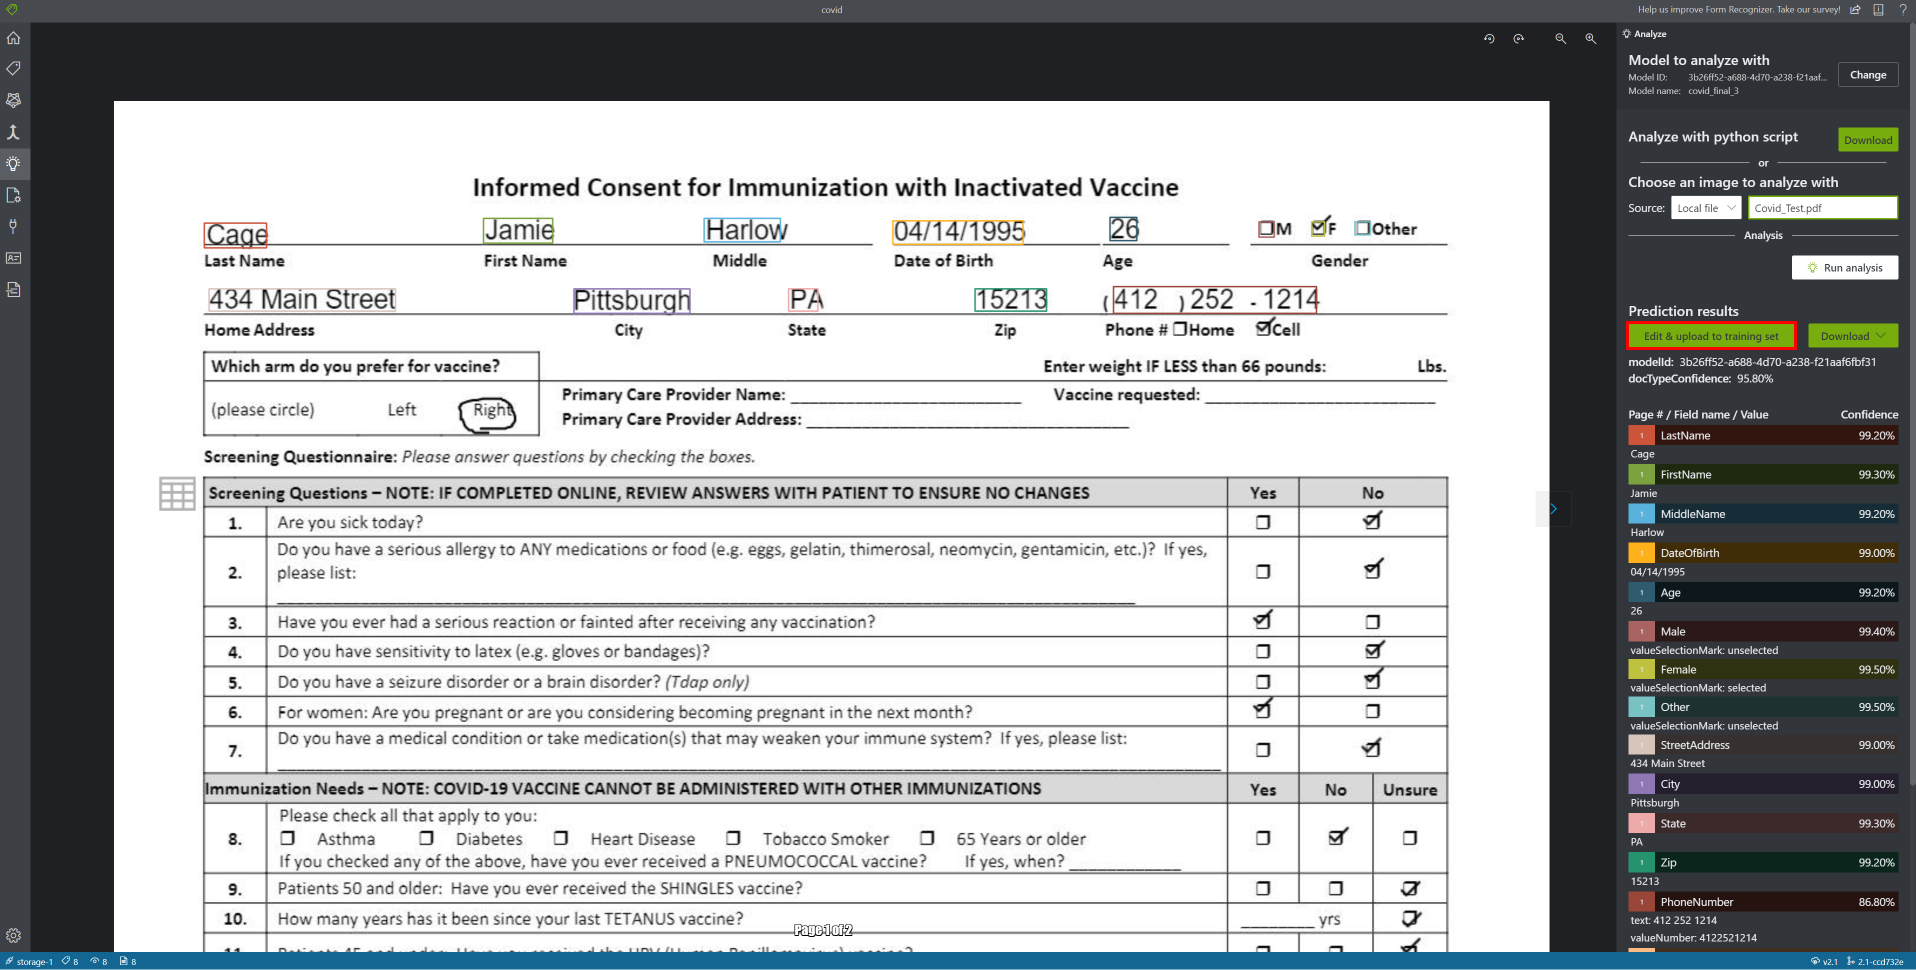 covid
Help us improve Form Recognizer. Take our survey!
Analyze
Model to analyze with
Model ID: 3b26ff52-a688-4d70-a238-f21aaf...
Model name: covid_final_3
Change
Analyze with python script
Download
or
Choose an image to analyze with
Source: Local file Covid_Test.pdf
Analysis
Run analysis
Prediction results
Edit & upload to training set
Download
modelId: 3b26ff52-a688-4d70-a238-f21aaf6fbf31
docTypeConfidence: 95.80%
Page # / Field name / Value Confidence
1 LastName 99.20%
Cage
1 FirstName 99.30%
Jamie
1 MiddleName 99.20%
Harlow
1 DateOfBirth 99.00%
04/14/1995
1 Age 99.20%
26
1 Male 99.40%
valueSelectionMark: unselected
1 Female 99.50%
valueSelectionMark: selected
1 Other 99.50%
valueSelectionMark: unselected
1 StreetAddress 99.00%
434 Main Street
1 City 99.00%
Pittsburgh
1 State 99.30%
PA
1 Zip 99.20%
15213
1 PhoneNumber 86.80%
text: 412 252 1214
valueNumber: 4122521214
Informed Consent for Immunization with Inactivated Vaccine
Cage Jamie Harlow 04/14/1995 26 M F Other
Last Name First Name Middle Date of Birth Age Gender
434 Main Street Pittsburgh PA 15213 (412 ) 252 - 1214
Home Address City State Zip Phone # Home Cell
Which arm do you prefer for vaccine?
Enter weight IF LESS than 66 pounds: Lbs.
(please circle) Left Right
Primary Care Provider Name: Vaccine requested:
Primary Care Provider Address:
Screening Questionnaire: Please answer questions by checking the boxes.
Screening Questions – NOTE: IF COMPLETED ONLINE, REVIEW ANSWERS WITH PATIENT TO ENSURE NO CHANGES Yes No
1. Are you sick today?
2. Do you have a serious allergy to ANY medications or food (e.g. eggs, gelatin, thimerosal, neomycin, gentamicin, etc.)? If yes,
please list:
3. Have you ever had a serious reaction or fainted after receiving any vaccination?
4. Do you have sensitivity to latex (e.g. gloves or bandages)?
5. Do you have a seizure disorder or a brain disorder? (Tdap only)
6. For women: Are you pregnant or are you considering becoming pregnant in the next month?
7. Do you have a medical condition or take medication(s) that may weaken your immune system? If yes, please list:
Immunization Needs – NOTE: COVID-19 VACCINE CANNOT BE ADMINISTERED WITH OTHER IMMUNIZATIONS Yes No Unsure
8. Please check all that apply to you:
Asthma Diabetes Heart Disease Tobacco Smoker 65 Years or older
If you checked any of the above, have you ever received a PNEUMOCOCCAL vaccine? If yes, when?
9. Patients 50 and older: Have you ever received the SHINGLES vaccine?
10. How many years has it been since your last TETANUS vaccine? yrs
Page 1 of 2
storage-1 8 8 8
v2.1 2.1-ccd732e